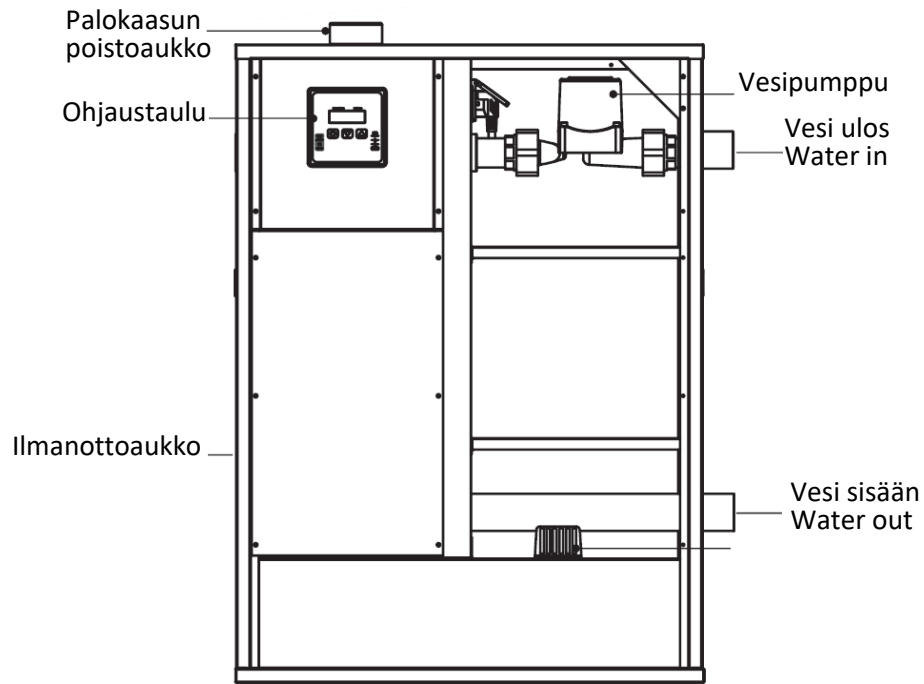 Palokaasun
poistoaukko
Ohjaustaulu
Vesipumppu
Vesi ulos
Water in
Ilmanottoaukko
Vesi sisään
Water out